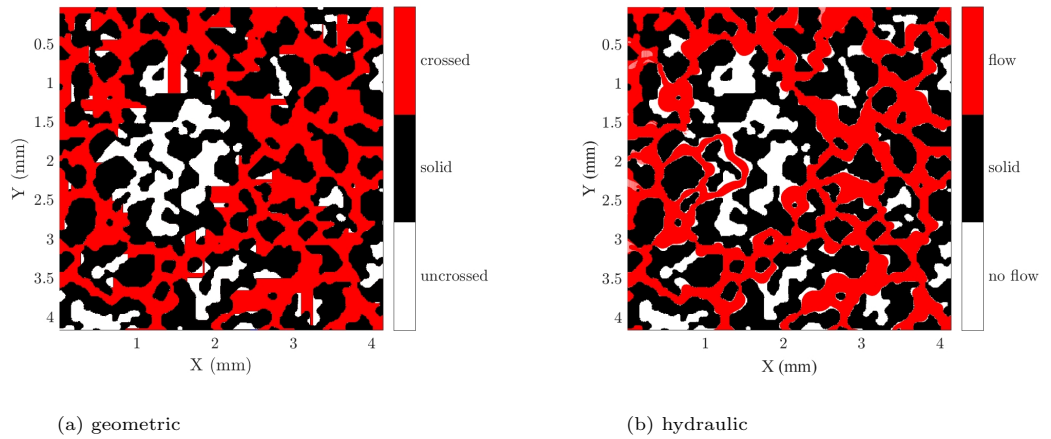 0.5
1
1.5
2
2.5
3
3.5
4
Y (mm)
1 2 3 4
X (mm)
crossed
solid
uncrossed
(a) geometric
0.5
1
1.5
2
2.5
3
3.5
4
Y (mm)
1 2 3 4
X (mm)
flow
solid
no flow
(b) hydraulic